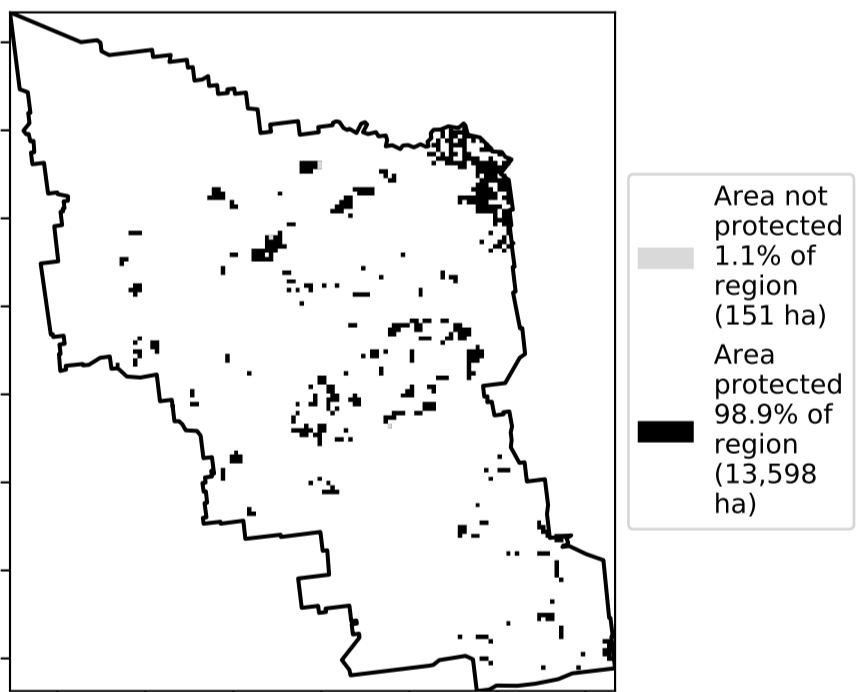 Area not
protected
1.1% of
region
(151 ha)
Area
protected
98.9% of
region
(13,598
ha)